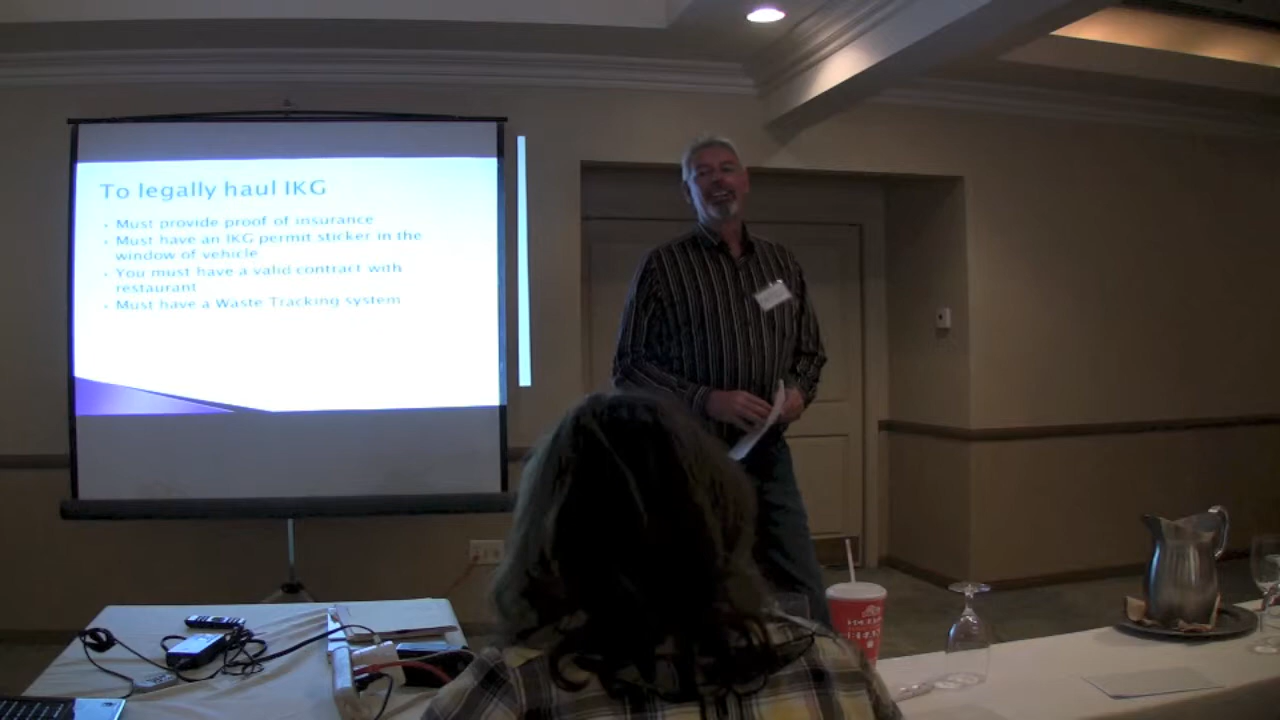 To legally haul IKG
• Must provide proof of insurance
• Must have an IKG permit sticker in the
window of vehicle
• You must have a valid contract with
restaurant
• Must have a Waste Tracking system